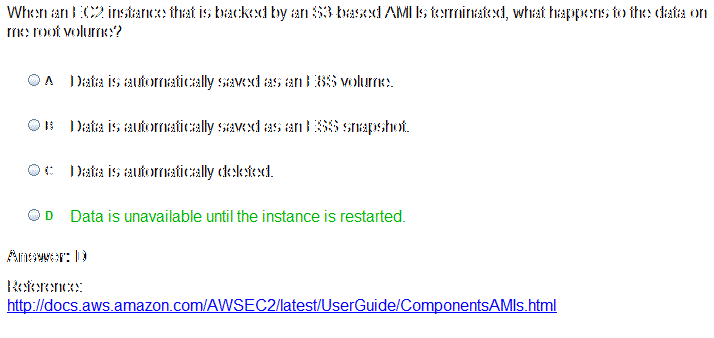 When an EC2 instance that is backed by an S3-based AMI Is terminated, what happens to the data on
me root volume?
A Data is automatically saved as an EBS volume.
B Data is automatically saved as an ESS snapshot.
C Data is automatically deleted.
D Data is unavailable until the instance is restarted.
Answer: D
Reference:
http://docs.aws.amazon.com/AWSEC2/latest/UserGuide/ComponentsAMIs.html